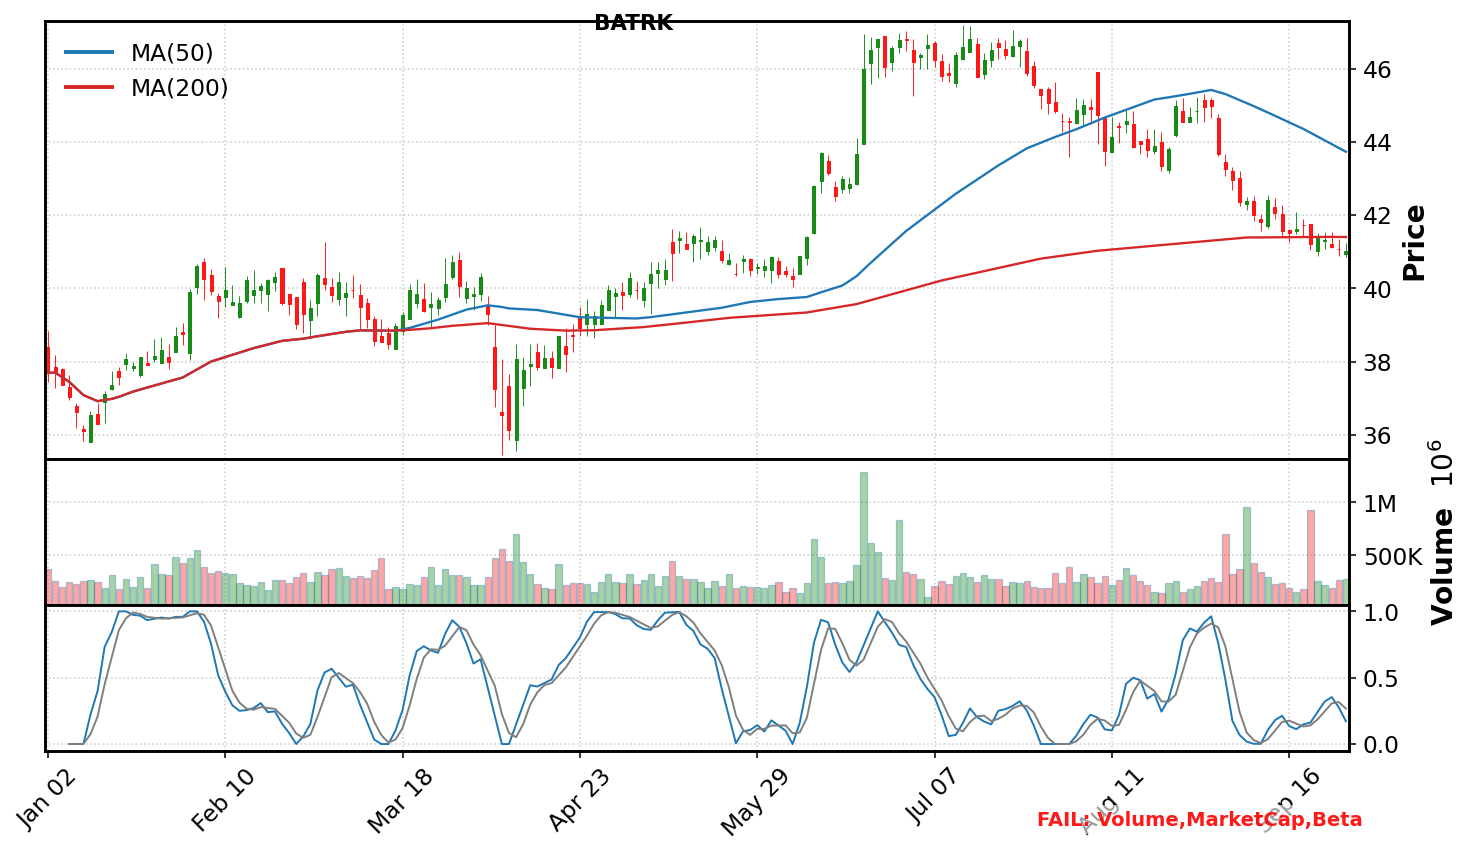 BATRK
MA(50)
MA(200)
46
44
42
40
38
36
Price
1M
500K
Volume 10^6
1.0
0.5
0.0
Jan 02
Feb 10
Mar 18
Apr 23
May 29
Jul 07
Aug 11
Sep 16
FAIL: Volume,MarketCap,Beta